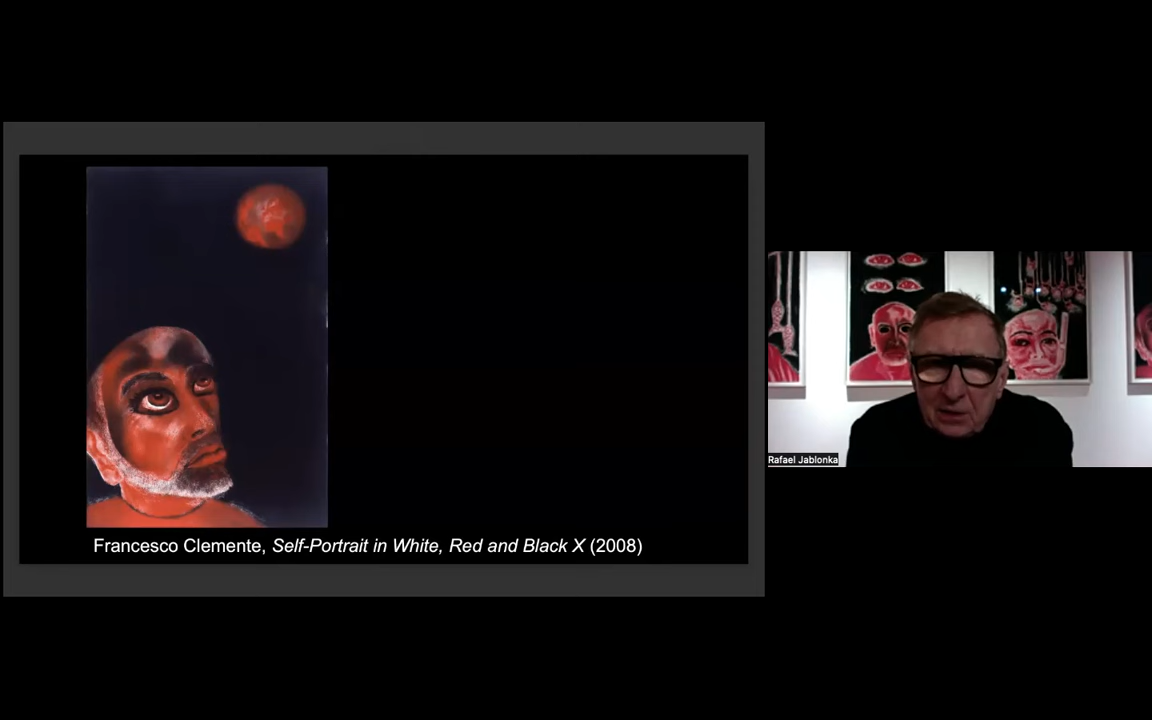 Francesco Clemente, Self-Portrait in White, Red and Black X (2008)
Rafael Jablonka